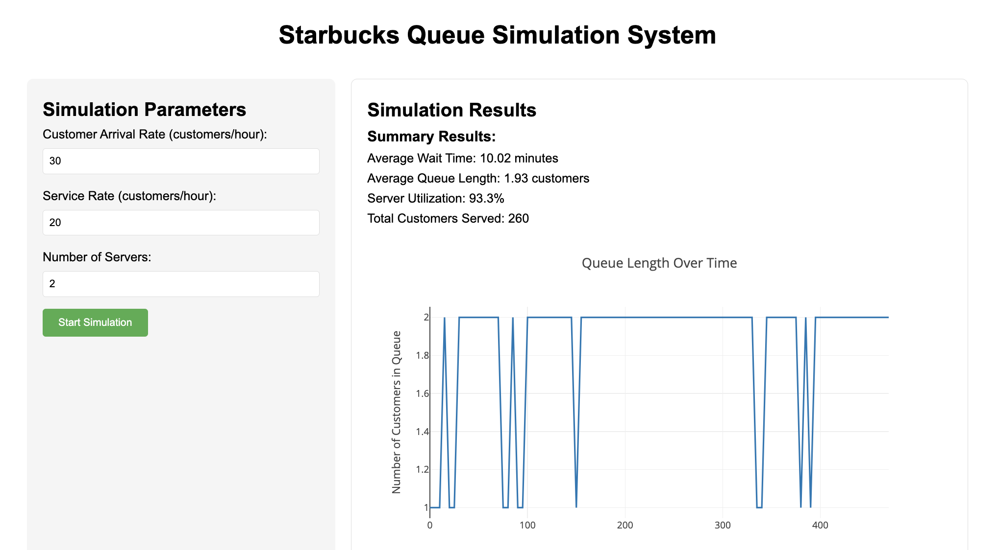 Starbucks Queue Simulation System
Simulation Parameters
Customer Arrival Rate (customers/hour):
30
Service Rate (customers/hour):
20
Number of Servers:
2
Start Simulation
Simulation Results
Summary Results:
Average Wait Time: 10.02 minutes
Average Queue Length: 1.93 customers
Server Utilization: 93.3%
Total Customers Served: 260
Queue Length Over Time
Number of Customers in Queue
2
1.8
1.6
1.4
1.2
1
0
100
200
300
400